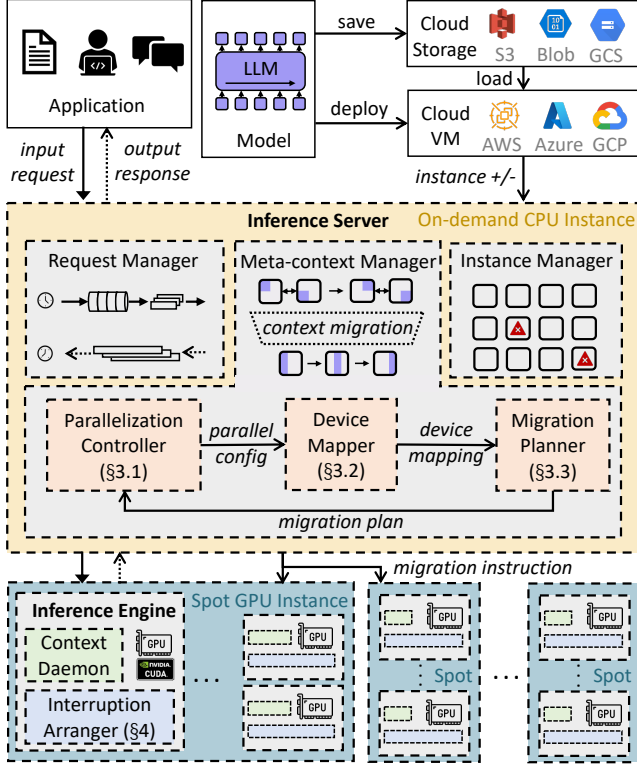 Application
LLM
Model
save
deploy
Cloud
Storage
S3
Blob
10
01
GCS
load
Cloud
VM
AWS
Azure
GCP
input
request
output
response
instance +/-
Inference Server
On-demand CPU Instance
Request Manager
Meta-context Manager
context migration
Instance Manager
Parallelization
Controller
(§3.1)
parallel
config
Device
Mapper
(§3.2)
device
mapping
Migration
Planner
(§3.3)
migration plan
migration instruction
Inference Engine
Spot GPU Instance
Context
Daemon
GPU
NVIDIA.
CUDA
Interruption
Arranger (§4)
...
GPU
GPU
GPU
Spot
GPU
...
GPU
Spot
GPU